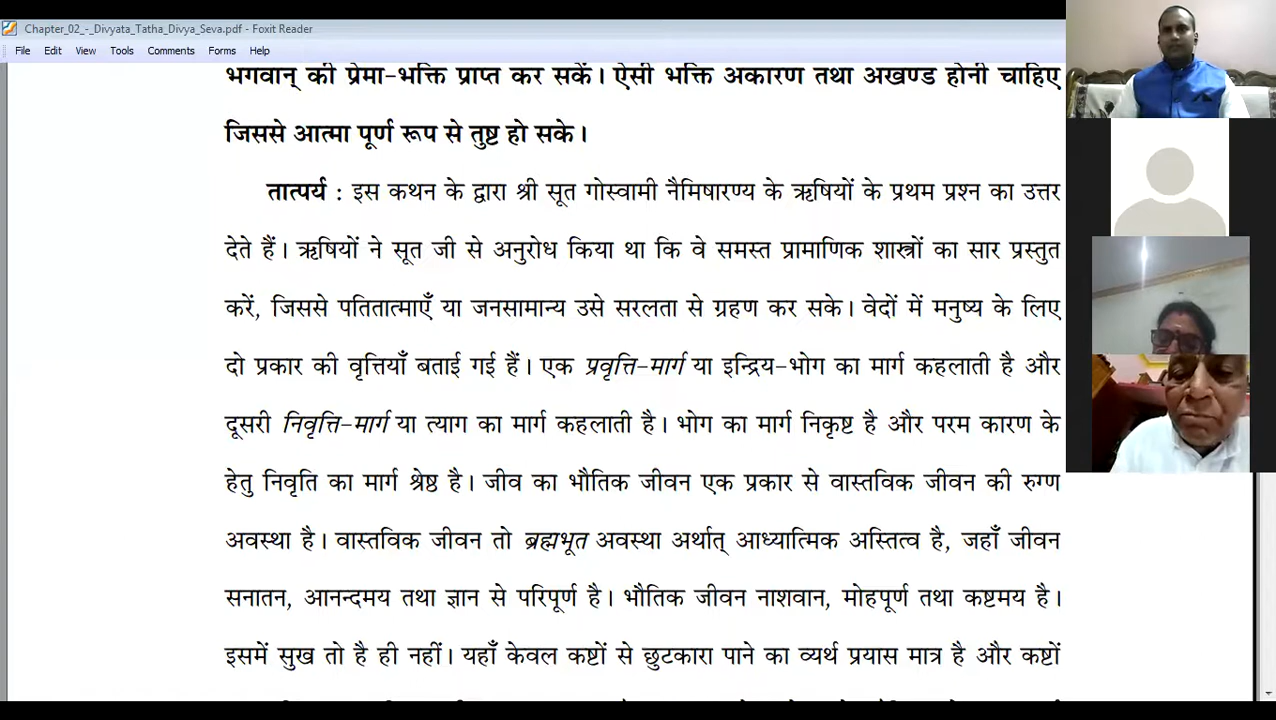 Chapter_02_-_Divyata_Tatha_Divya_Seva.pdf - Foxit Reader
File Edit View Tools Comments Forms Help
भगवान् की प्रेमा-भक्ति प्राप्त कर सकें। ऐसी भक्ति अकारण तथा अखण्ड होनी चाहिए
जिससे आत्मा पूर्ण रूप से तुष्ट हो सके।
तात्पर्य : इस कथन के द्वारा श्री सूत गोस्वामी नैमिषारण्य के ऋषियों के प्रथम प्रश्न का उत्तर
देते हैं। ऋषियों ने सूत जी से अनुरोध किया था कि वे समस्त प्रामाणिक शास्त्रों का सार प्रस्तुत
करें, जिससे पतितात्माएँ या जनसामान्य उसे सरलता से ग्रहण कर सके। वेदों में मनुष्य के लिए
दो प्रकार की वृत्तियाँ बताई गई हैं। एक प्रवृत्ति-मार्ग या इन्द्रिय-भोग का मार्ग कहलाती है और
दूसरी निवृत्ति-मार्ग या त्याग का मार्ग कहलाती है। भोग का मार्ग निकृष्ट है और परम कारण के
हेतु निवृति का मार्ग श्रेष्ठ है। जीव का भौतिक जीवन एक प्रकार से वास्तविक जीवन की रुग्ण
अवस्था है। वास्तविक जीवन तो ब्रह्मभूत अवस्था अर्थात् आध्यात्मिक अस्तित्व है, जहाँ जीवन
सनातन, आनन्दमय तथा ज्ञान से परिपूर्ण है। भौतिक जीवन नाशवान, मोहपूर्ण तथा कष्टमय है।
इसमें सुख तो है ही नहीं। यहाँ केवल कष्टों से छुटकारा पाने का व्यर्थ प्रयास मात्र है और कष्टों